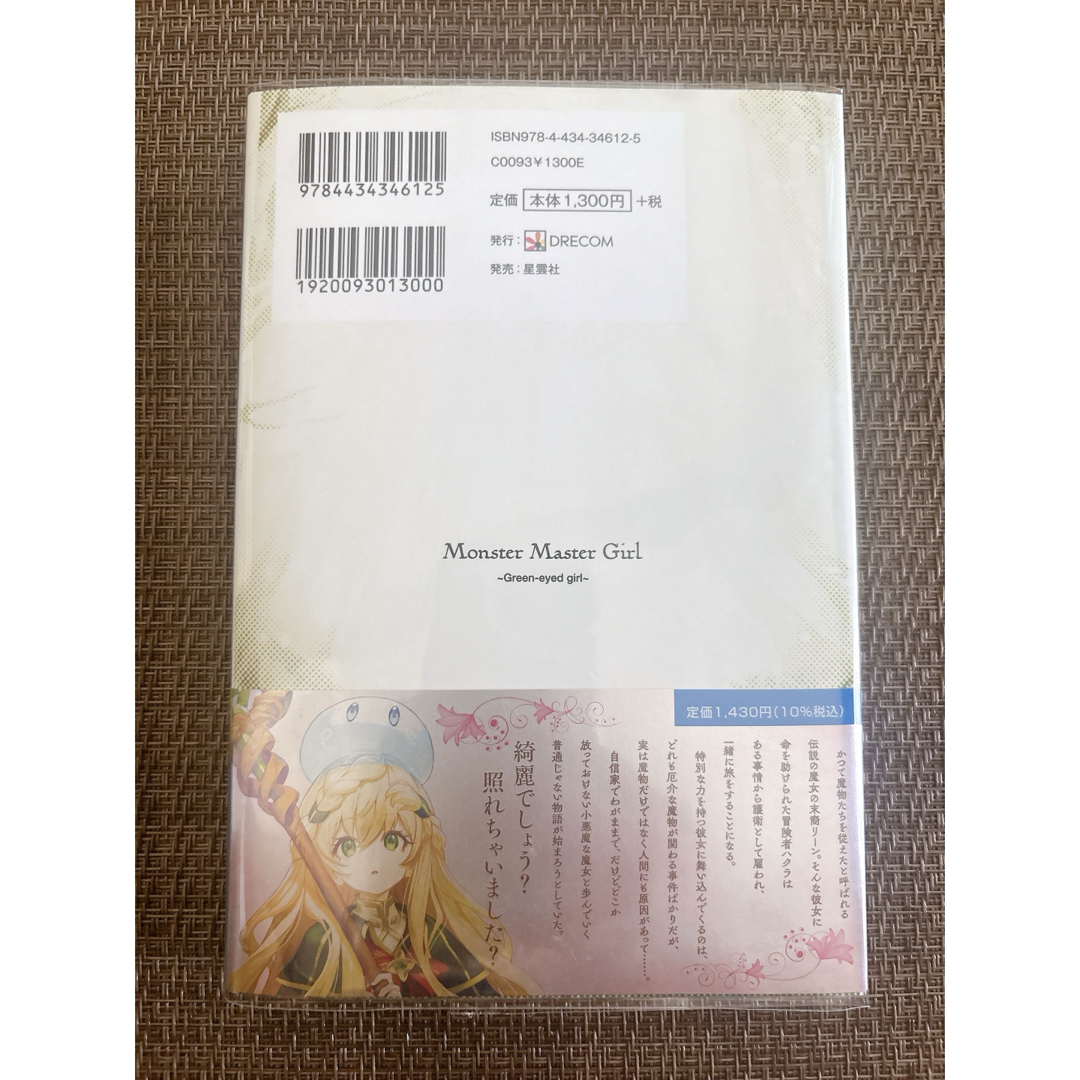 ISBN978-4-434-34612-5
C0093¥1300E
9784434346125
定価 本体1,300円 +税
発行: DRECOM
発売:星雲社
1920093013000
Monster Master Girl
~Green-eyed girl~
定価1,430円(10%税込)
かつて魔物たちを従えたと呼ばれる
伝説の魔女の末裔リーン。そんな彼女に
命を助けられた冒険者ハクラは
ある事情から護衛として雇われ、
一緒に旅をすることになる。
特別な力を持つ彼女に舞い込んでくるのは、
どれも厄介な魔物が関わる事件ばかりだが、
実は魔物だけではなく人間にも原因があって……。
自信家でわがままで、だけどどこか
放っておけない小悪魔な魔女と歩んでいく
普通じゃない物語が始まろうとしていた。
綺麗でしょう?
照れちゃいました?